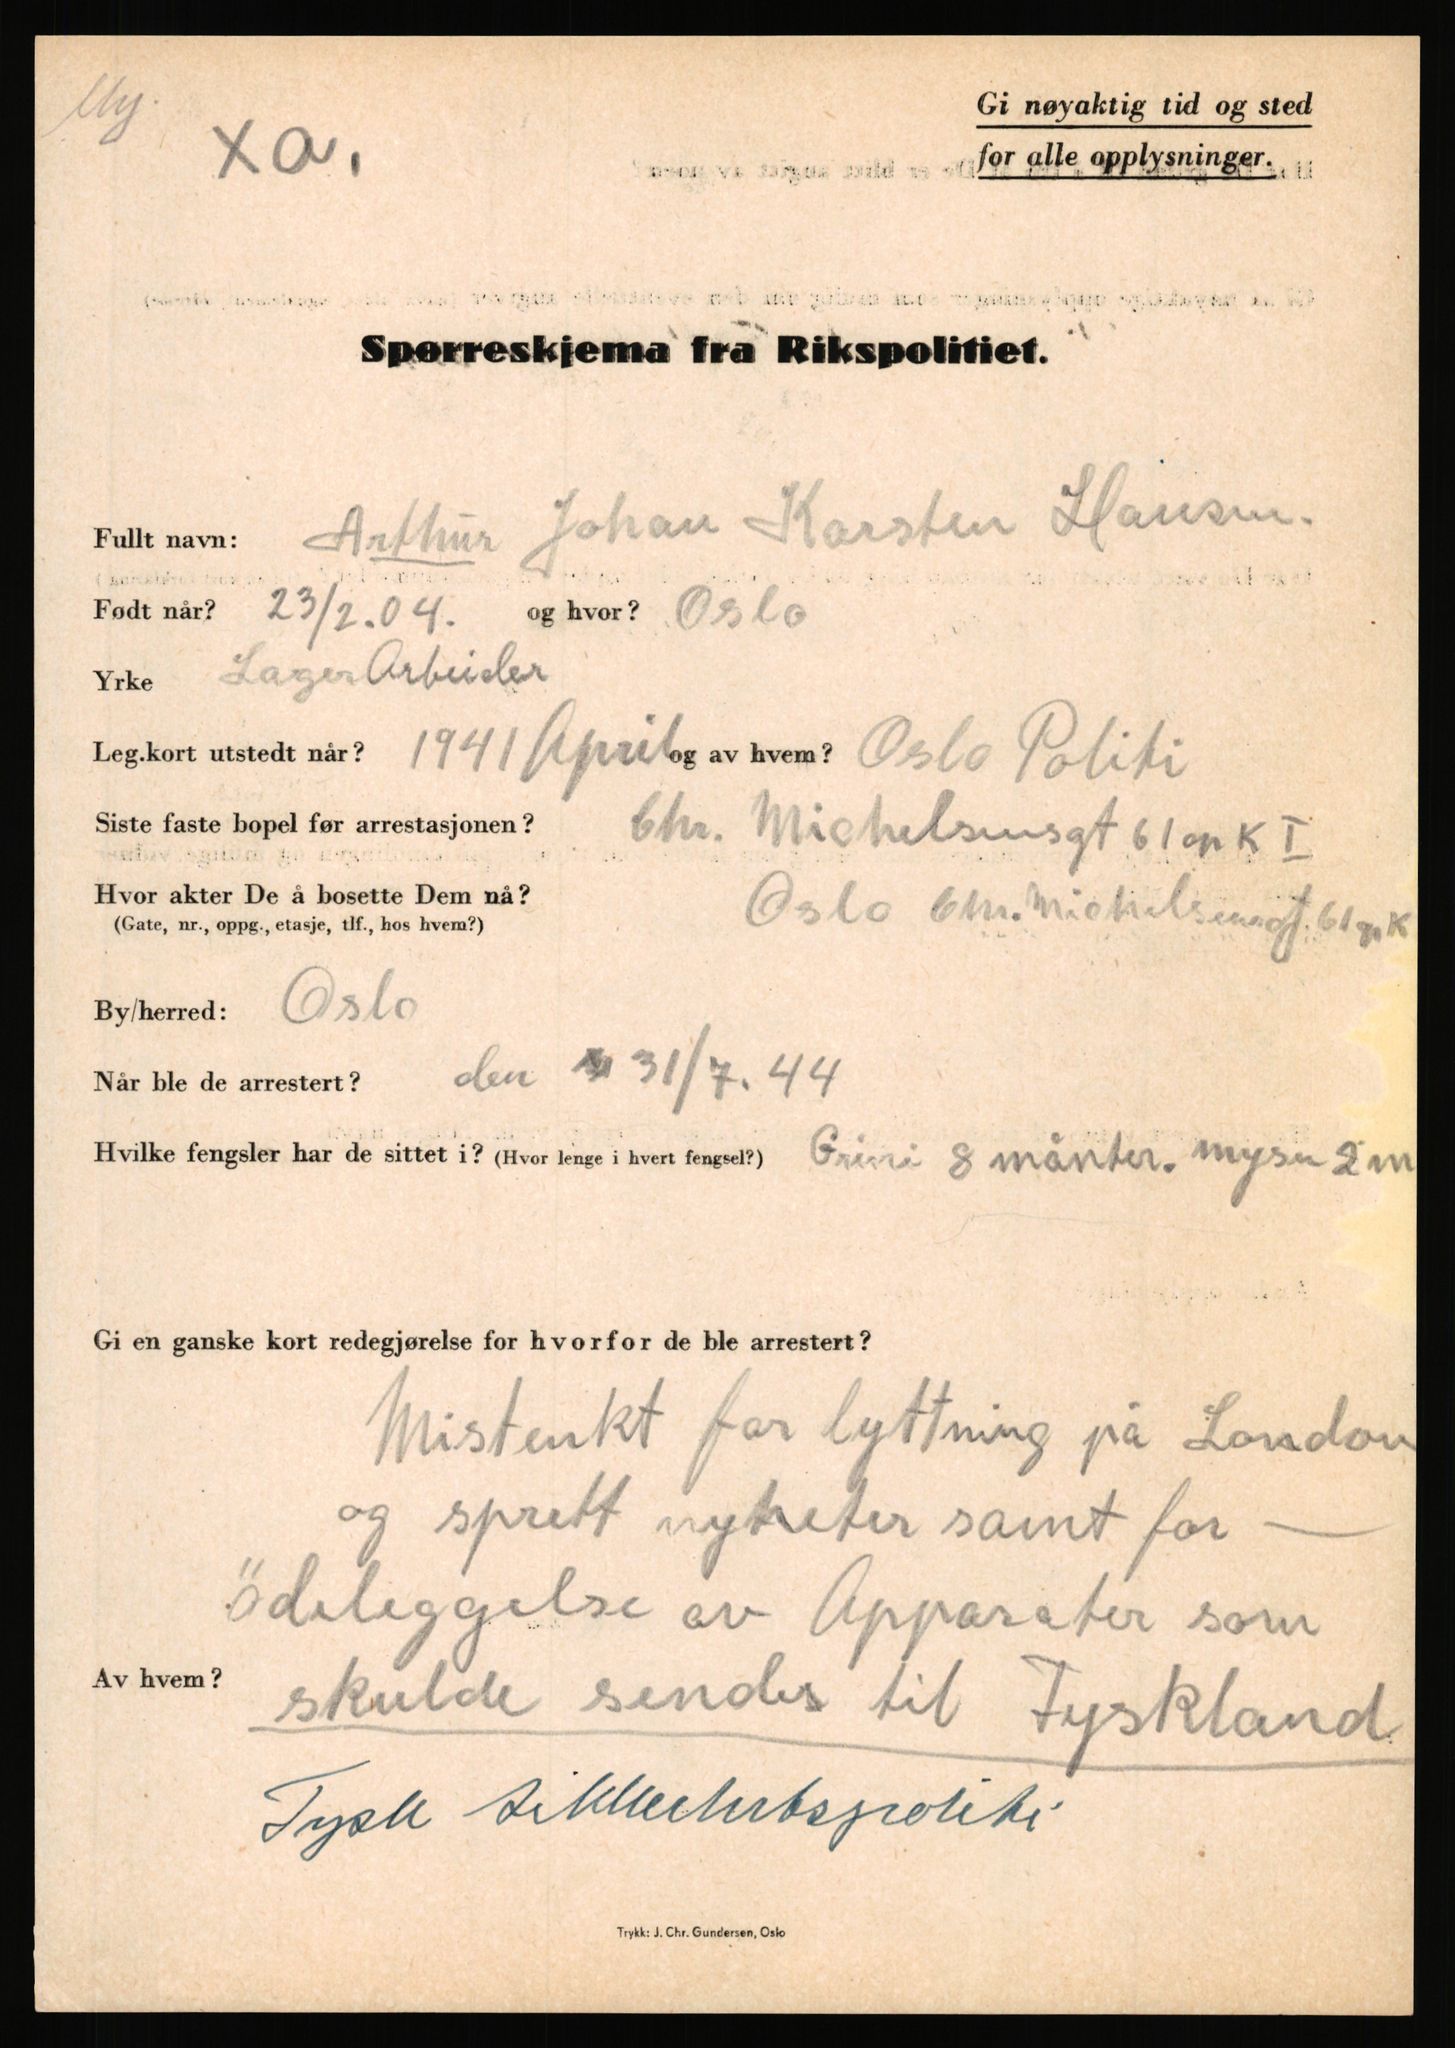 My.
xa.
Gi nøyaktig tid og sted
for alle opplysninger.
Spørreskjema fra Rikspolitiet.
Fullt navn: Arthur Johan Karsten Hansen.
Født når? 23/2.04. og hvor? Oslo
Yrke LagerArbeider
Leg.kort utstedt når? 1941 April og av hvem? Oslo Politi
Siste faste bopel før arrestasjonen? Chr. Michelsensgt 61 op K I
Hvor akter De å bosette Dem nå? Oslo Chr. Michelsensgt. 61 op K
(Gate, nr., oppg., etasje, tlf., hos hvem?)
By/herred: Oslo
Når ble de arrestert? den 31/7.44
Hvilke fengsler har de sittet i? (Hvor lenge i hvert fengsel?) Grini 8 månter. mysen 2 m
Gi en ganske kort redegjørelse for hvorfor de ble arrestert?
Mistenkt for lyttning på London
og sprett nyheter samt for —
ödeleggelse av Apparater som
Av hvem? skulde sendes til Tyskland
Tysk sikkerhetspoliti
Trykk: J. Chr. Gundersen, Oslo